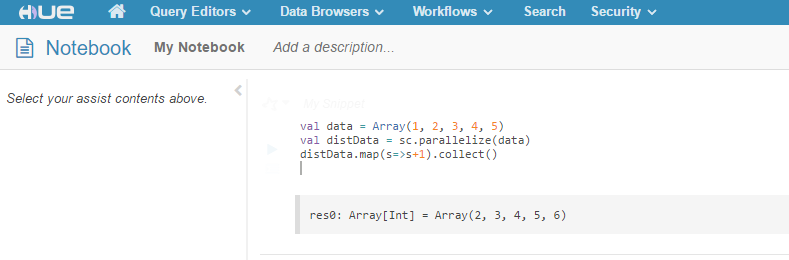 HUE Query Editors Data Browsers Workflows Search Security
Notebook My Notebook Add a description...
Select your assist contents above.
My Snippet
val data = Array(1, 2, 3, 4, 5)
val distData = sc.parallelize(data)
distData.map(s=>s+1).collect()
res0: Array[Int] = Array(2, 3, 4, 5, 6)